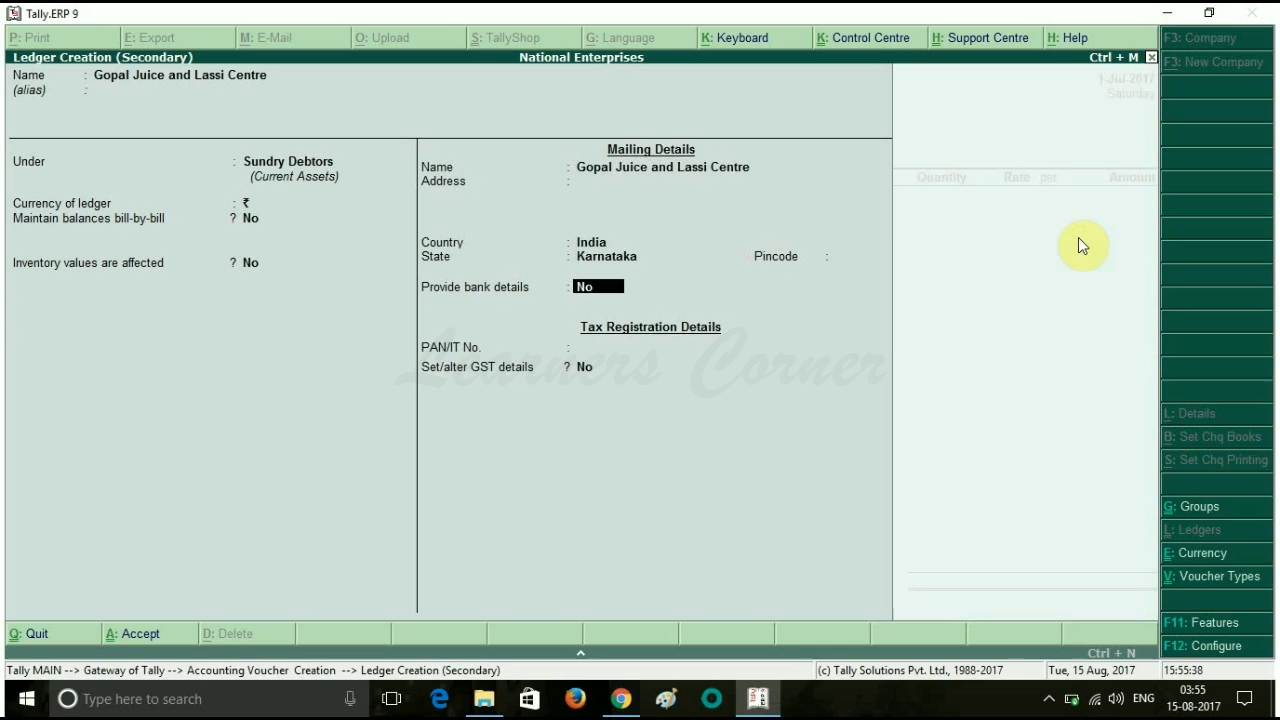 Tally.ERP 9
P: Print E: Export M: E-Mail O: Upload S: TallyShop G: Language K: Keyboard K: Control Centre H: Support Centre H: Help
F3: Company
F3: New Company
Ledger Creation (Secondary) National Enterprises Ctrl + M
Name : Gopal Juice and Lassi Centre
(alias) :
1-Jul-2017
Saturday
Quantity Rate per Amount
Under : Sundry Debtors
(Current Assets)
Currency of ledger : ₹
Maintain balances bill-by-bill ? No
Inventory values are affected ? No
Mailing Details
Name : Gopal Juice and Lassi Centre
Address :
Country : India
State : Karnataka Pincode :
Provide bank details : No
Tax Registration Details
PAN/IT No. :
Set/alter GST details ? No
Learners Corner
L: Details
B: Set Chq Books
S: Set Chq Printing
G: Groups
L: Ledgers
E: Currency
V: Voucher Types
F11: Features
F12: Configure
Q: Quit A: Accept D: Delete
Ctrl + N
Tally MAIN --> Gateway of Tally --> Accounting Voucher Creation --> Ledger Creation (Secondary) (c) Tally Solutions Pvt. Ltd., 1988-2017 Tue, 15 Aug, 2017 15:55:38
Type here to search
ENG
03:55
15-08-2017